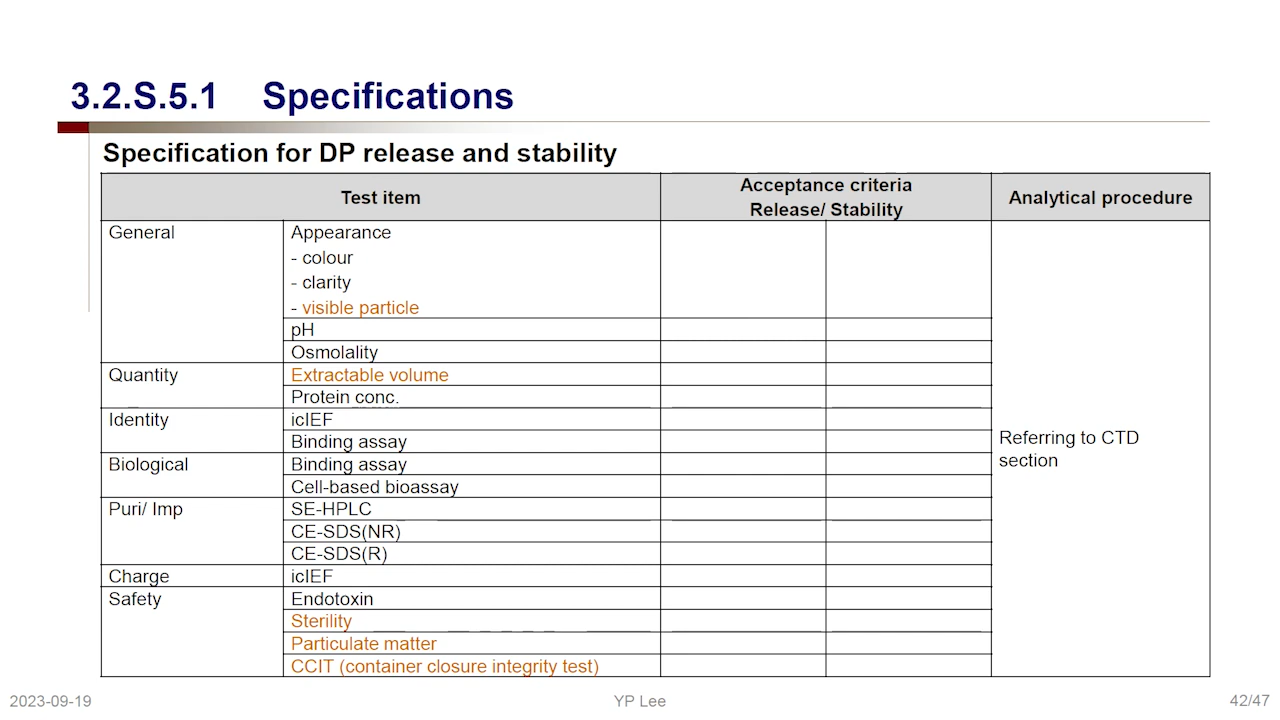 3.2.S.5.1 Specifications
Specification for DP release and stability
Test item
Acceptance criteria
Release/ Stability
Analytical procedure
General
Appearance
- colour
- clarity
- visible particle
pH
Osmolality
Quantity
Extractable volume
Protein conc.
Identity
icIEF
Binding assay
Biological
Binding assay
Cell-based bioassay
Puri/ Imp
SE-HPLC
CE-SDS(NR)
CE-SDS(R)
Charge
icIEF
Safety
Endotoxin
Sterility
Particulate matter
CCIT (container closure integrity test)
Referring to CTD
section
2023-09-19
YP Lee
42/47